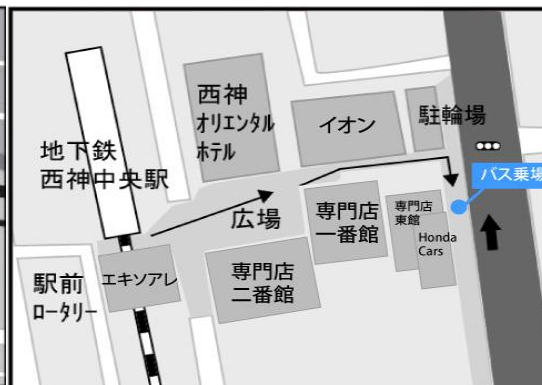 西神
オリエンタル
ホテル
イオン
駐輪場
地下鉄
西神中央駅
バス乗場
広場
専門店
一番館
専門店
東館
Honda
Cars
エキソアレ
専門店
二番館
駅前
ロータリー